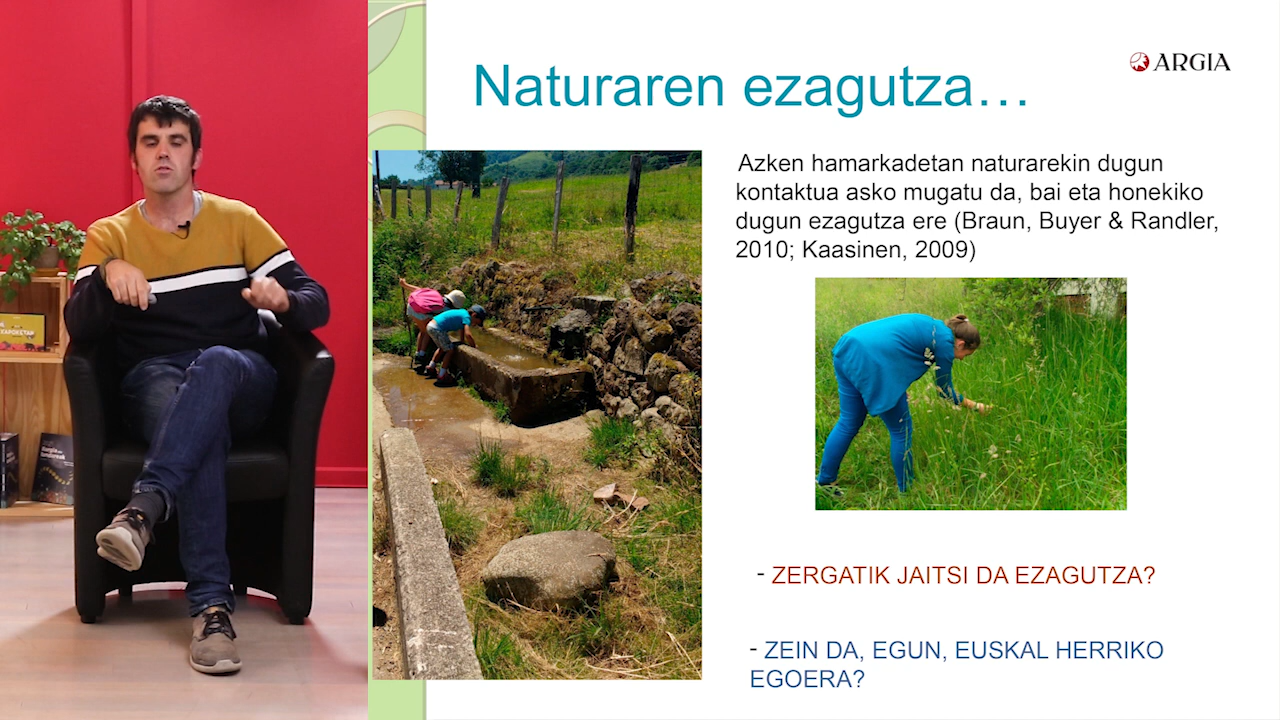 Naturaren ezagutza…
ARGIA
Azken hamarkadetan naturarekin dugun
kontaktua asko mugatu da, bai eta honekiko
dugun ezagutza ere (Braun, Buyer & Randler,
2010; Kaasinen, 2009)
- ZERGATIK JAITSI DA EZAGUTZA?
- ZEIN DA, EGUN, EUSKAL HERRIKO
EGOERA?